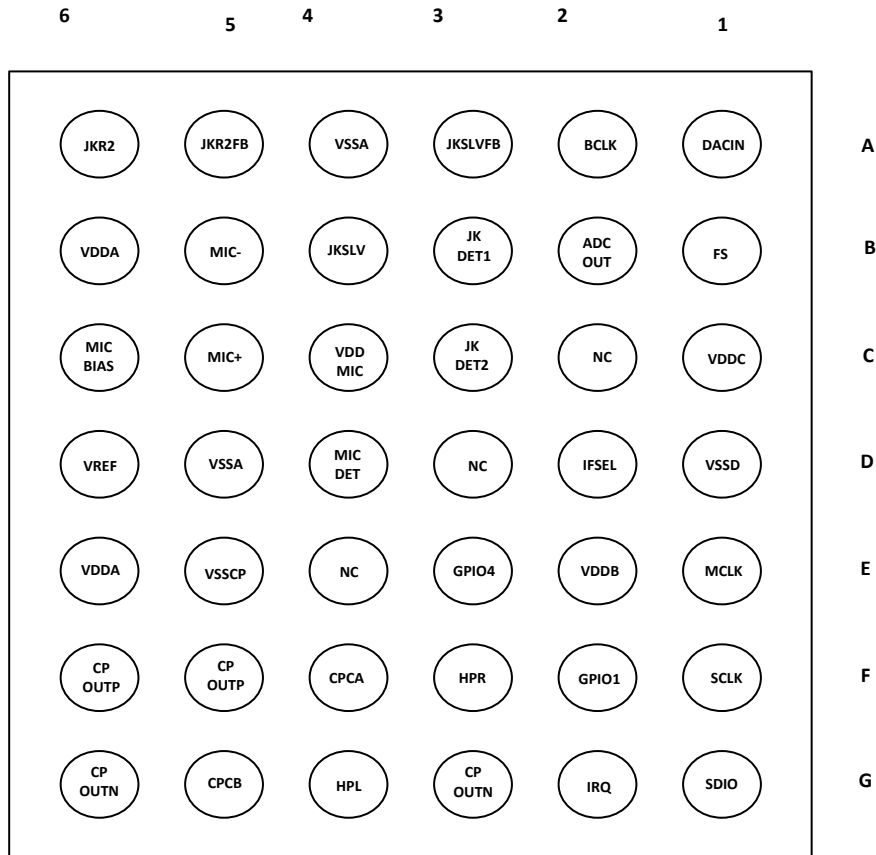 6 5 4 3 2 1
JKR2 JKR2FB VSSA JKSLVFB BCLK DACIN A
VDDA MIC- JKSLV JK DET1 ADC OUT FS B
MIC BIAS MIC+ VDD MIC JK DET2 NC VDDC C
VREF VSSA MIC DET NC IFSEL VSSD D
VDDA VSSCP NC GPIO4 VDDB MCLK E
CP OUTP CP OUTP CPCA HPR GPIO1 SCLK F
CP OUTN CPCB HPL CP OUTN IRQ SDIO G